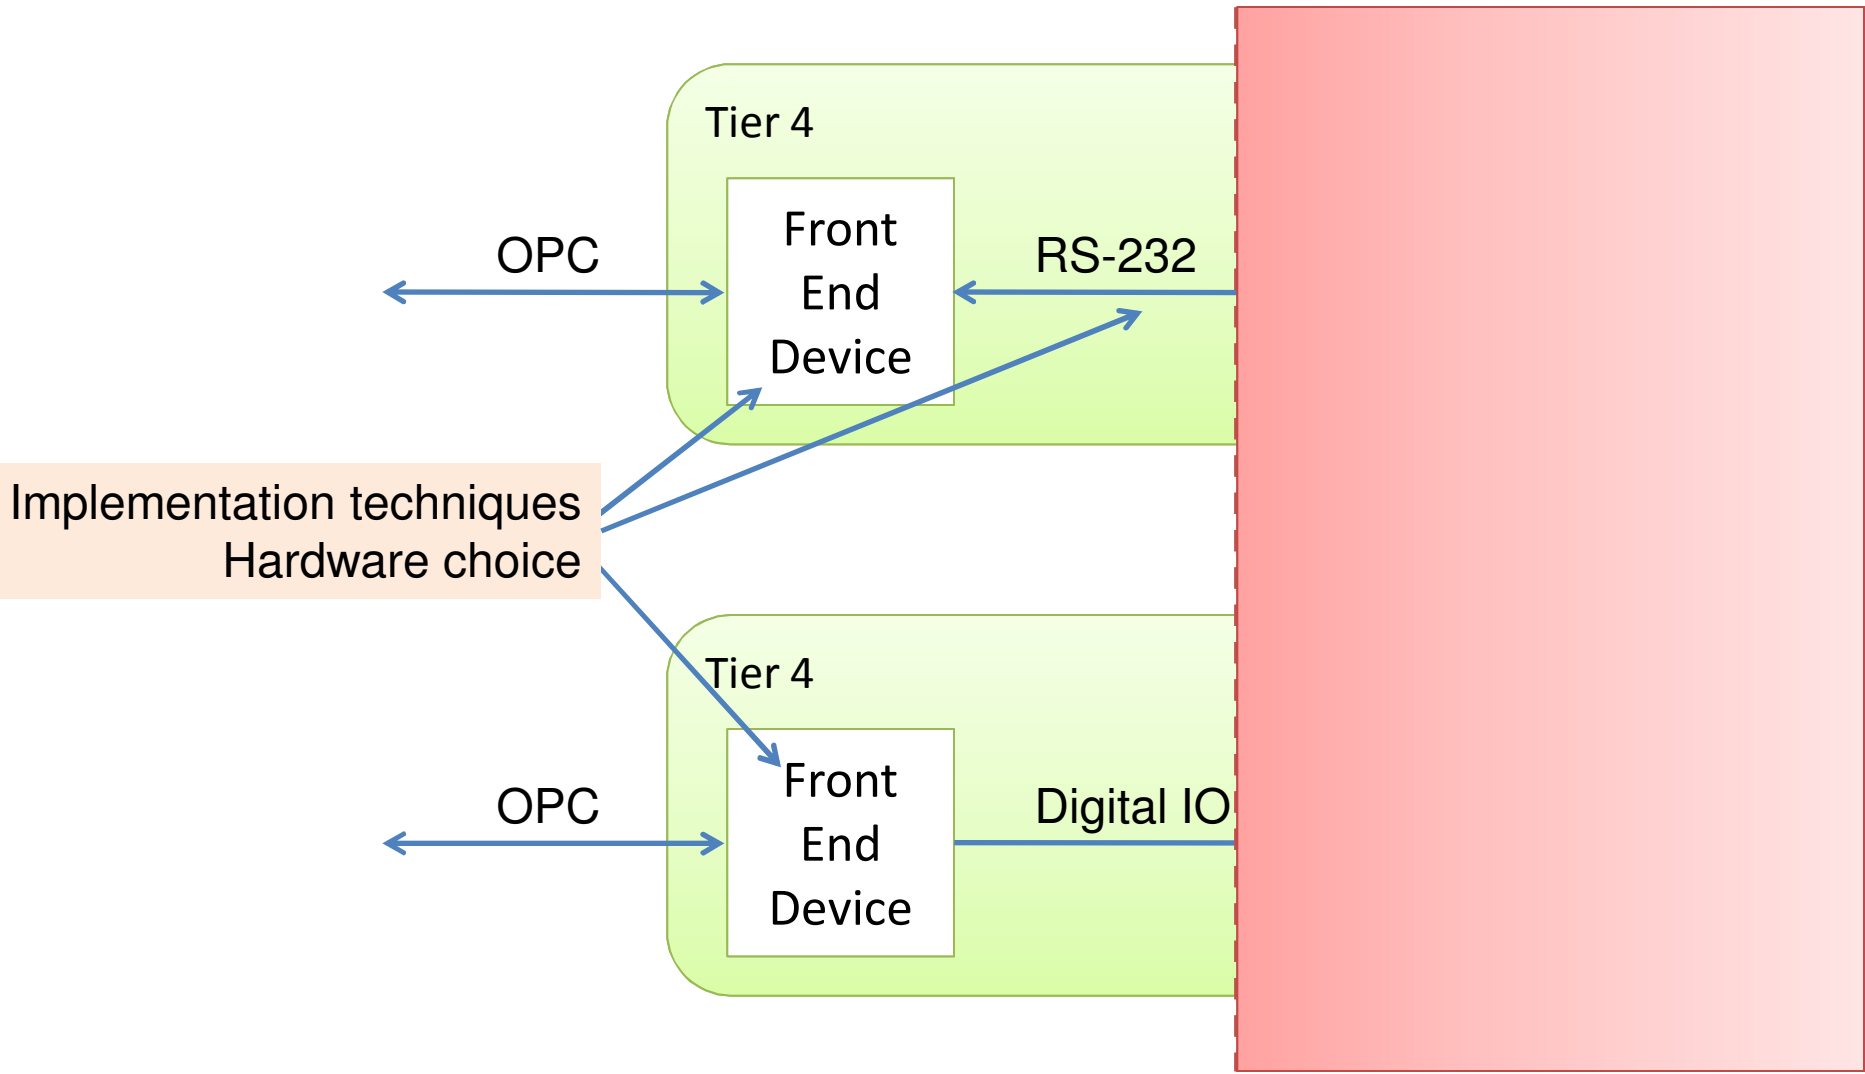 Tier 4
Front
End
Device
OPC
RS-232
Implementation techniques
Hardware choice
Tier 4
Front
End
Device
OPC
Digital IO